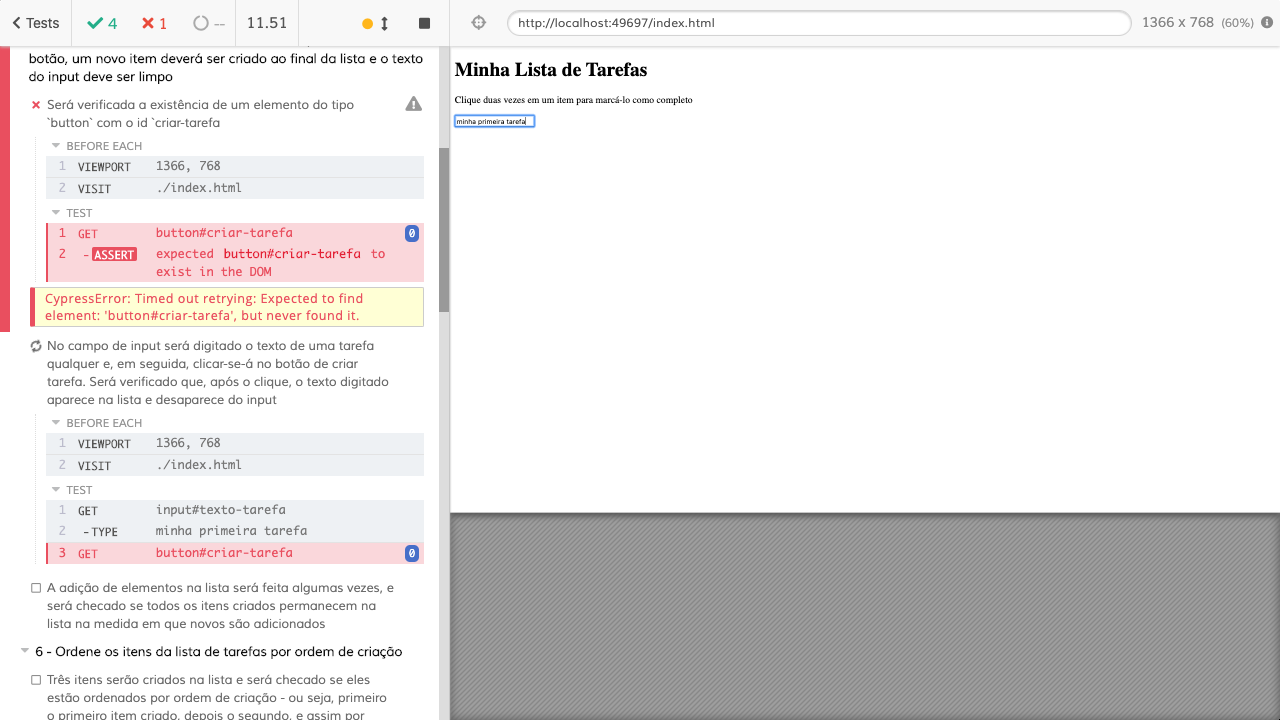 Tests 4 1 -- 11.51 http://localhost:49697/index.html 1366 x 768 (60%)
botão, um novo item deverá ser criado ao final da lista e o texto
do input deve ser limpo
Será verificada a existência de um elemento do tipo
`button` com o id `criar-tarefa
BEFORE EACH
1 VIEWPORT 1366, 768
2 VISIT ./index.html
TEST
1 GET button#criar-tarefa 0
2 -ASSERT expected button#criar-tarefa to
exist in the DOM
CypressError: Timed out retrying: Expected to find
element: 'button#criar-tarefa', but never found it.
No campo de input será digitado o texto de uma tarefa
qualquer e, em seguida, clicar-se-á no botão de criar
tarefa. Será verificado que, após o clique, o texto digitado
aparece na lista e desaparece do input
BEFORE EACH
1 VIEWPORT 1366, 768
2 VISIT ./index.html
TEST
1 GET input#texto-tarefa
2 -TYPE minha primeira tarefa
3 GET button#criar-tarefa 0
A adição de elementos na lista será feita algumas vezes, e
será checado se todos os itens criados permanecem na
lista na medida em que novos são adicionados
6 - Ordene os itens da lista de tarefas por ordem de criação
Três itens serão criados na lista e será checado se eles
estão ordenados por ordem de criação - ou seja, primeiro
o primeiro item criado, depois o segundo, e assim por
Minha Lista de Tarefas
Clique duas vezes em um item para marcá-lo como completo
minha primeira tarefa